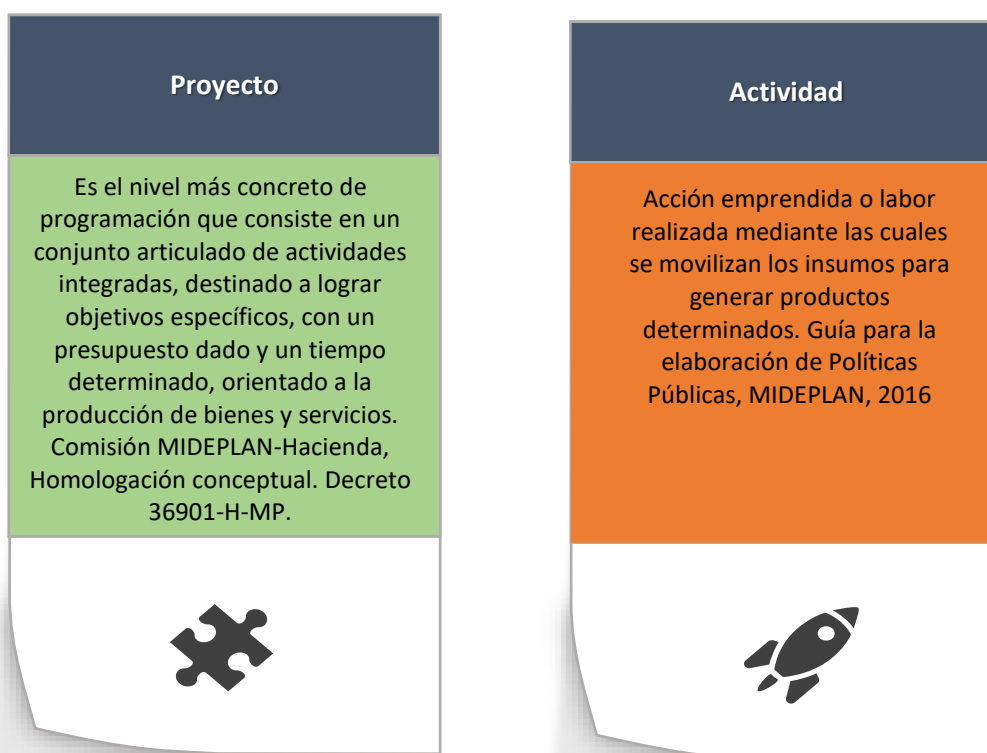 Proyecto
Es el nivel más concreto de
programación que consiste en un
conjunto articulado de actividades
integradas, destinado a lograr
objetivos específicos, con un
presupuesto dado y un tiempo
determinado, orientado a la
producción de bienes y servicios.
Comisión MIDEPLAN-Hacienda,
Homologación conceptual. Decreto
36901-H-MP.
Actividad
Acción emprendida o labor
realizada mediante las cuales
se movilizan los insumos para
generar productos
determinados. Guía para la
elaboración de Políticas
Públicas, MIDEPLAN, 2016